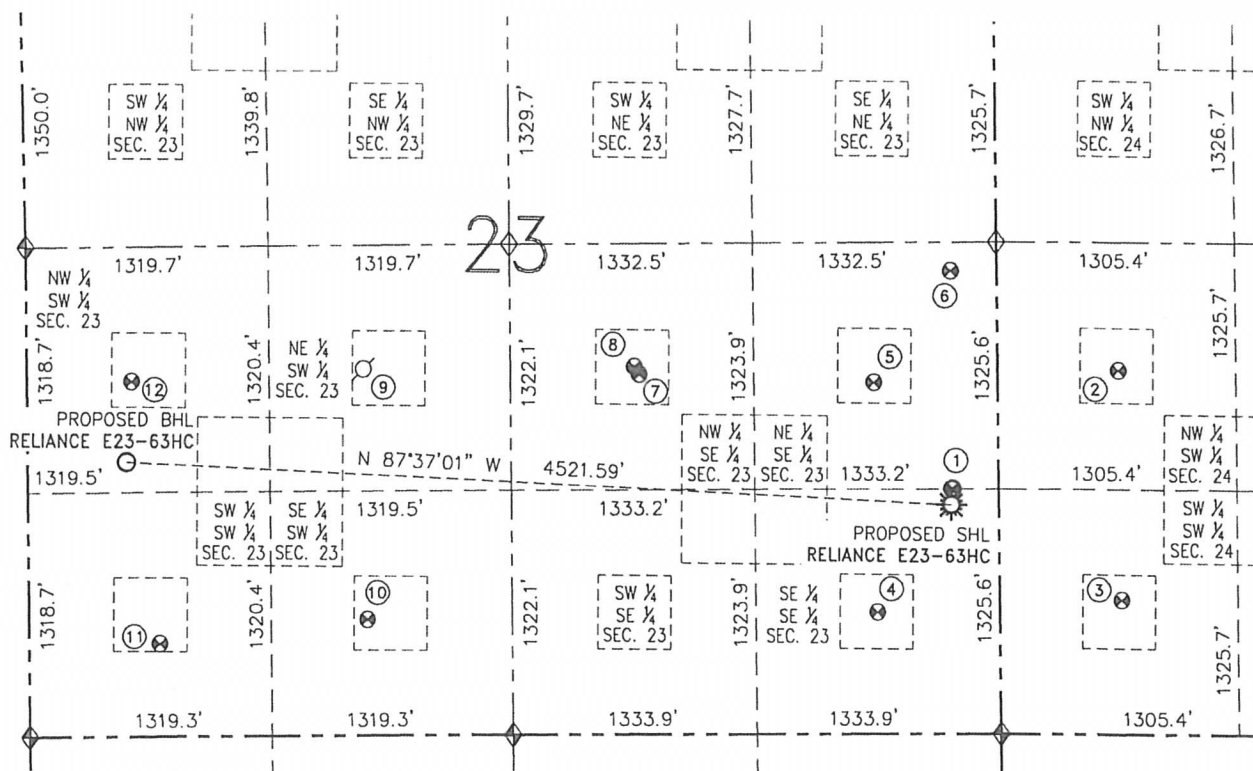 1350.0'
SW ¼
NW ¼
SEC. 23
1339.8'
SE ¼
NW ¼
SEC. 23
1329.7'
SW ¼
NE ¼
SEC. 23
1327.7'
SE ¼
NE ¼
SEC. 23
1325.7'
SW ¼
NW ¼
SEC. 24
1326.7'
23
1319.7'
1319.7'
1332.5'
1332.5'
1305.4'
NW ¼
SW ¼
SEC. 23
1318.7'
12
1320.4'
NE ¼
SW ¼
SEC. 23
9
1322.1'
8
7
1323.9'
5
6
1325.6'
2
1325.7'
PROPOSED BHL
RELIANCE E23-63HC
N 87°37'01" W
4521.59'
NW ¼
SE ¼
SEC. 23
NE ¼
SE ¼
SEC. 23
1
NW ¼
SW ¼
SEC. 24
1319.5'
1319.5'
1333.2'
1333.2'
1305.4'
SW ¼
SW ¼
SEC. 23
SE ¼
SW ¼
SEC. 23
PROPOSED SHL
RELIANCE E23-63HC
SW ¼
SW ¼
SEC. 24
1318.7'
11
1320.4'
10
1322.1'
SW ¼
SE ¼
SEC. 23
1323.9'
SE ¼
SE ¼
SEC. 23
4
1325.6'
3
1325.7'
1319.3'
1319.3'
1333.9'
1333.9'
1305.4'